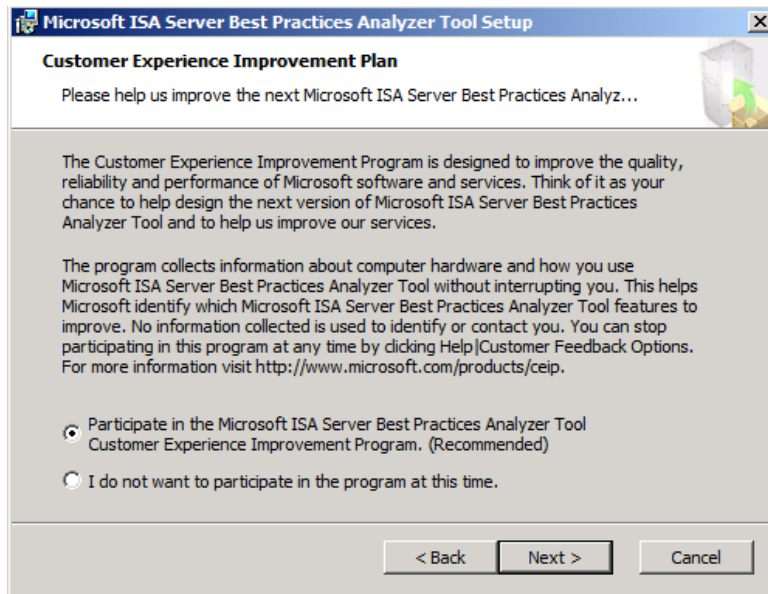 Microsoft ISA Server Best Practices Analyzer Tool Setup
Customer Experience Improvement Plan
Please help us improve the next Microsoft ISA Server Best Practices Analyz...
The Customer Experience Improvement Program is designed to improve the quality,
reliability and performance of Microsoft software and services. Think of it as your
chance to help design the next version of Microsoft ISA Server Best Practices
Analyzer Tool and to help us improve our services.
The program collects information about computer hardware and how you use
Microsoft ISA Server Best Practices Analyzer Tool without interrupting you. This helps
Microsoft identify which Microsoft ISA Server Best Practices Analyzer Tool features to
improve. No information collected is used to identify or contact you. You can stop
participating in this program at any time by clicking Help|Customer Feedback Options.
For more information visit http://www.microsoft.com/products/ceip.
Participate in the Microsoft ISA Server Best Practices Analyzer Tool
Customer Experience Improvement Program. (Recommended)
I do not want to participate in the program at this time.
< Back
Next >
Cancel